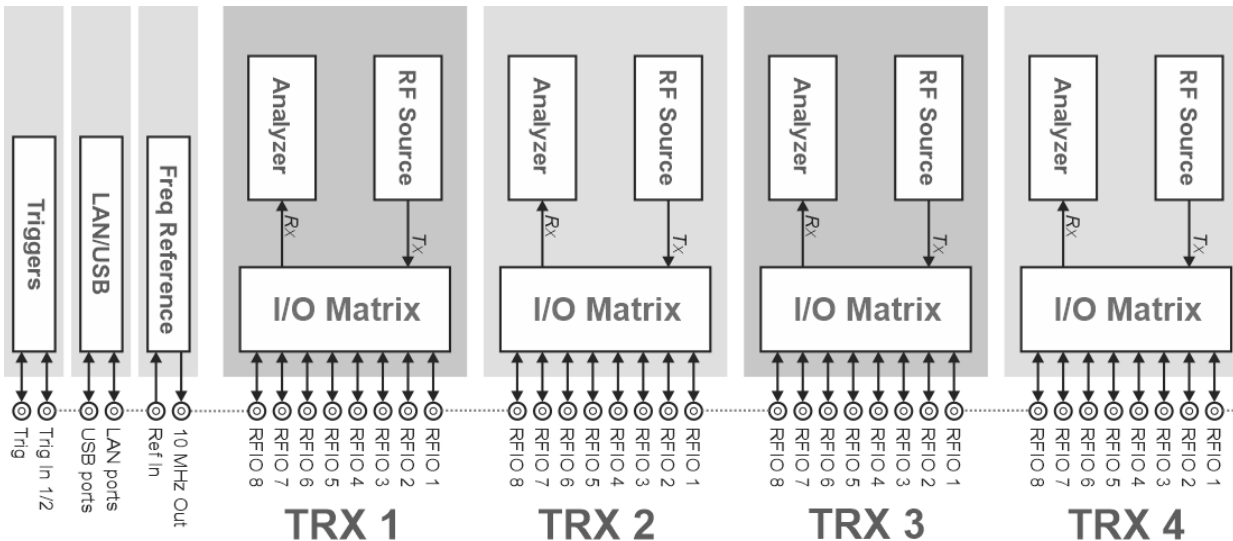 Triggers
LAN/USB
Freq Reference
Analyzer
RF Source
Rx
Tx
I/O Matrix
Analyzer
RF Source
Rx
Tx
I/O Matrix
Analyzer
RF Source
Rx
Tx
I/O Matrix
Analyzer
RF Source
Rx
Tx
I/O Matrix
Trig
Trig In 1/2
USB ports
LAN ports
Ref In
10 MHz Out
RFIO 8
RFIO 7
RFIO 6
RFIO 5
RFIO 4
RFIO 3
RFIO 2
RFIO 1
RFIO 8
RFIO 7
RFIO 6
RFIO 5
RFIO 4
RFIO 3
RFIO 2
RFIO 1
RFIO 8
RFIO 7
RFIO 6
RFIO 5
RFIO 4
RFIO 3
RFIO 2
RFIO 1
RFIO 8
RFIO 7
RFIO 6
RFIO 5
RFIO 4
RFIO 3
RFIO 2
RFIO 1
TRX 1
TRX 2
TRX 3
TRX 4